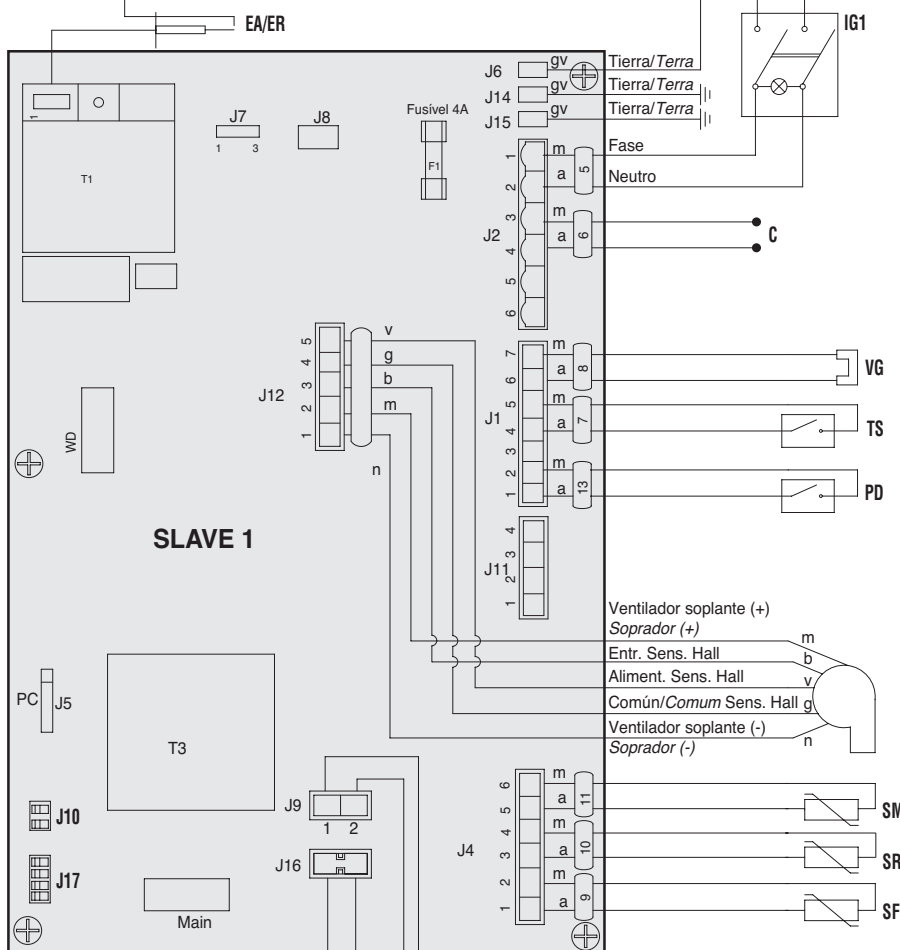 EA/ER
IG1
J6 gv Tierra/Terra
J14 gv Tierra/Terra
J15 gv Tierra/Terra
1
T1
J7
1 3
J8
Fusível 4A
F1
J2
1 m 5 Fase
2 a Neutro
3 m 6
4 a
5
6
C
J12
5 v
4 g
3 b
2 m
1 n
J1
7 m 8
6 a
VG
5 m 7
4 a
TS
3
2 m 13
1 a
PD
WD
SLAVE 1
J11
4
3
2
1
Ventilador soplante (+)
Soprador (+)
m
Entr. Sens. Hall b
Aliment. Sens. Hall v
Común/Comum Sens. Hall g
Ventilador soplante (-)
Soprador (-)
n
PC J5
T3
J9
1 2
J10
J16
J17
Main
J4
6 m 11
5 a
SM
4 m 10
3 a
SR
2 m 9
1 a
SF